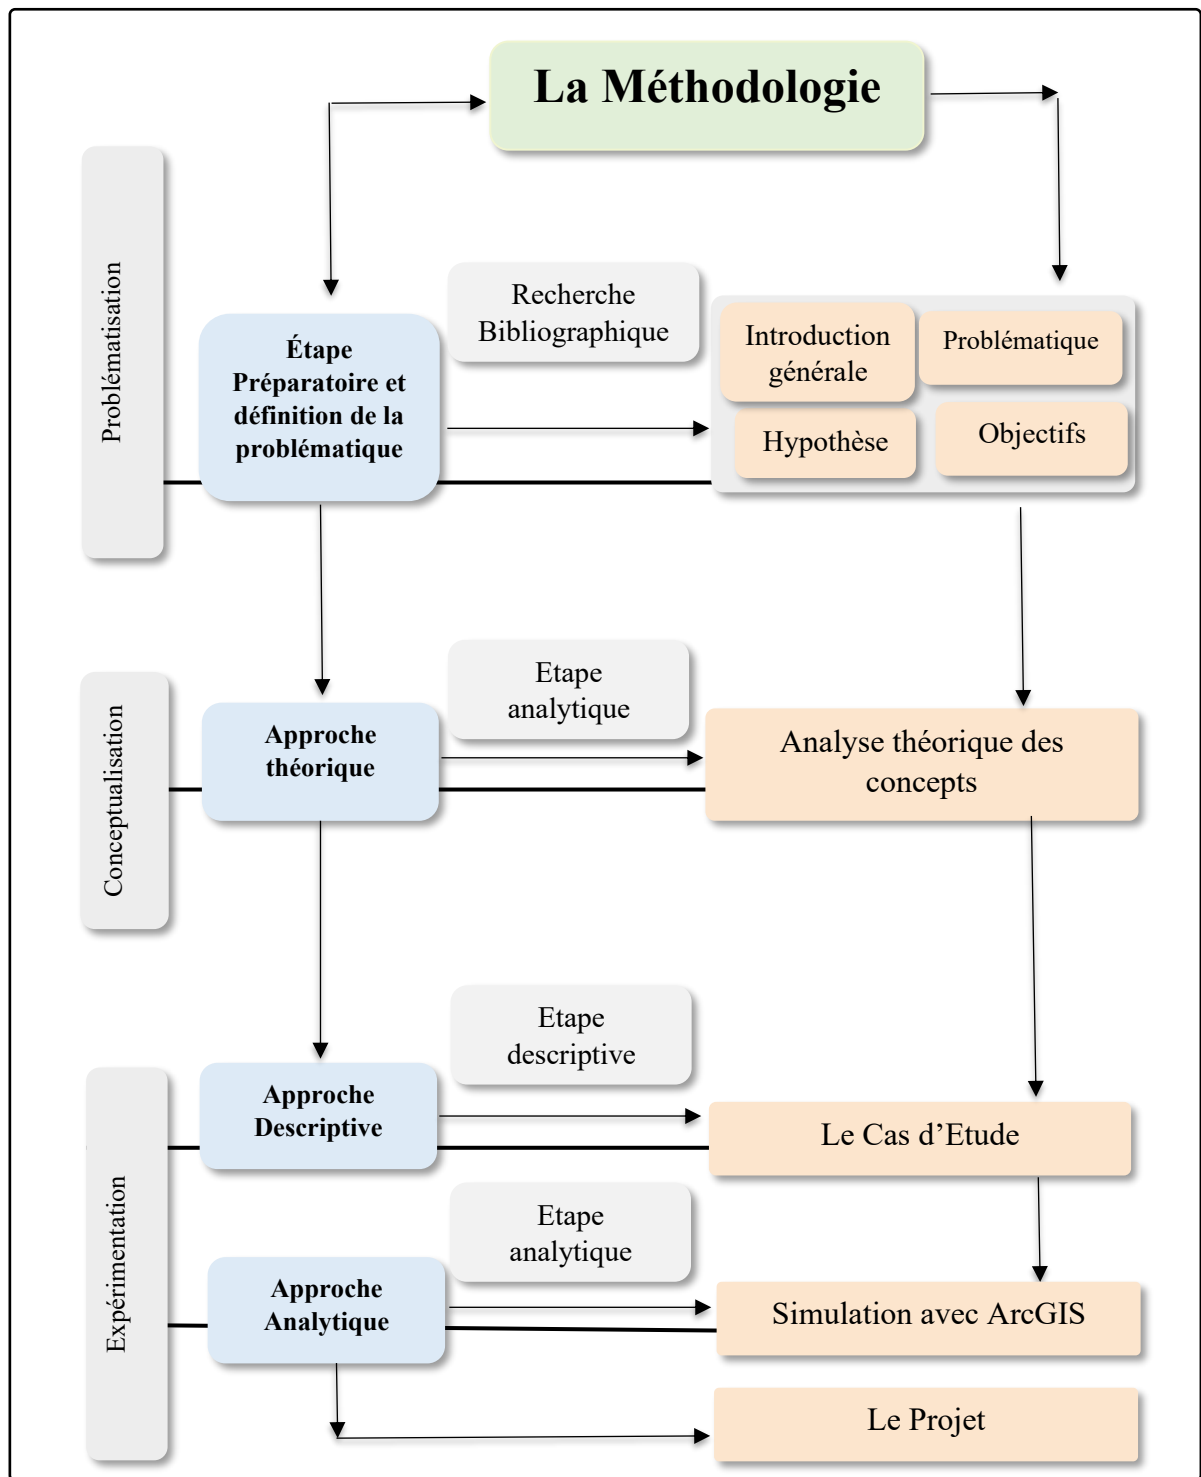 La Méthodologie
Problématisation
Recherche
Bibliographique
Étape
Préparatoire et
définition de la
problématique
Introduction
générale
Problématique
Hypothèse
Objectifs
Conceptualisation
Etape
analytique
Approche
théorique
Analyse théorique des
concepts
Expérimentation
Etape
descriptive
Approche
Descriptive
Le Cas d’Etude
Etape
analytique
Approche
Analytique
Simulation avec ArcGIS
Le Projet